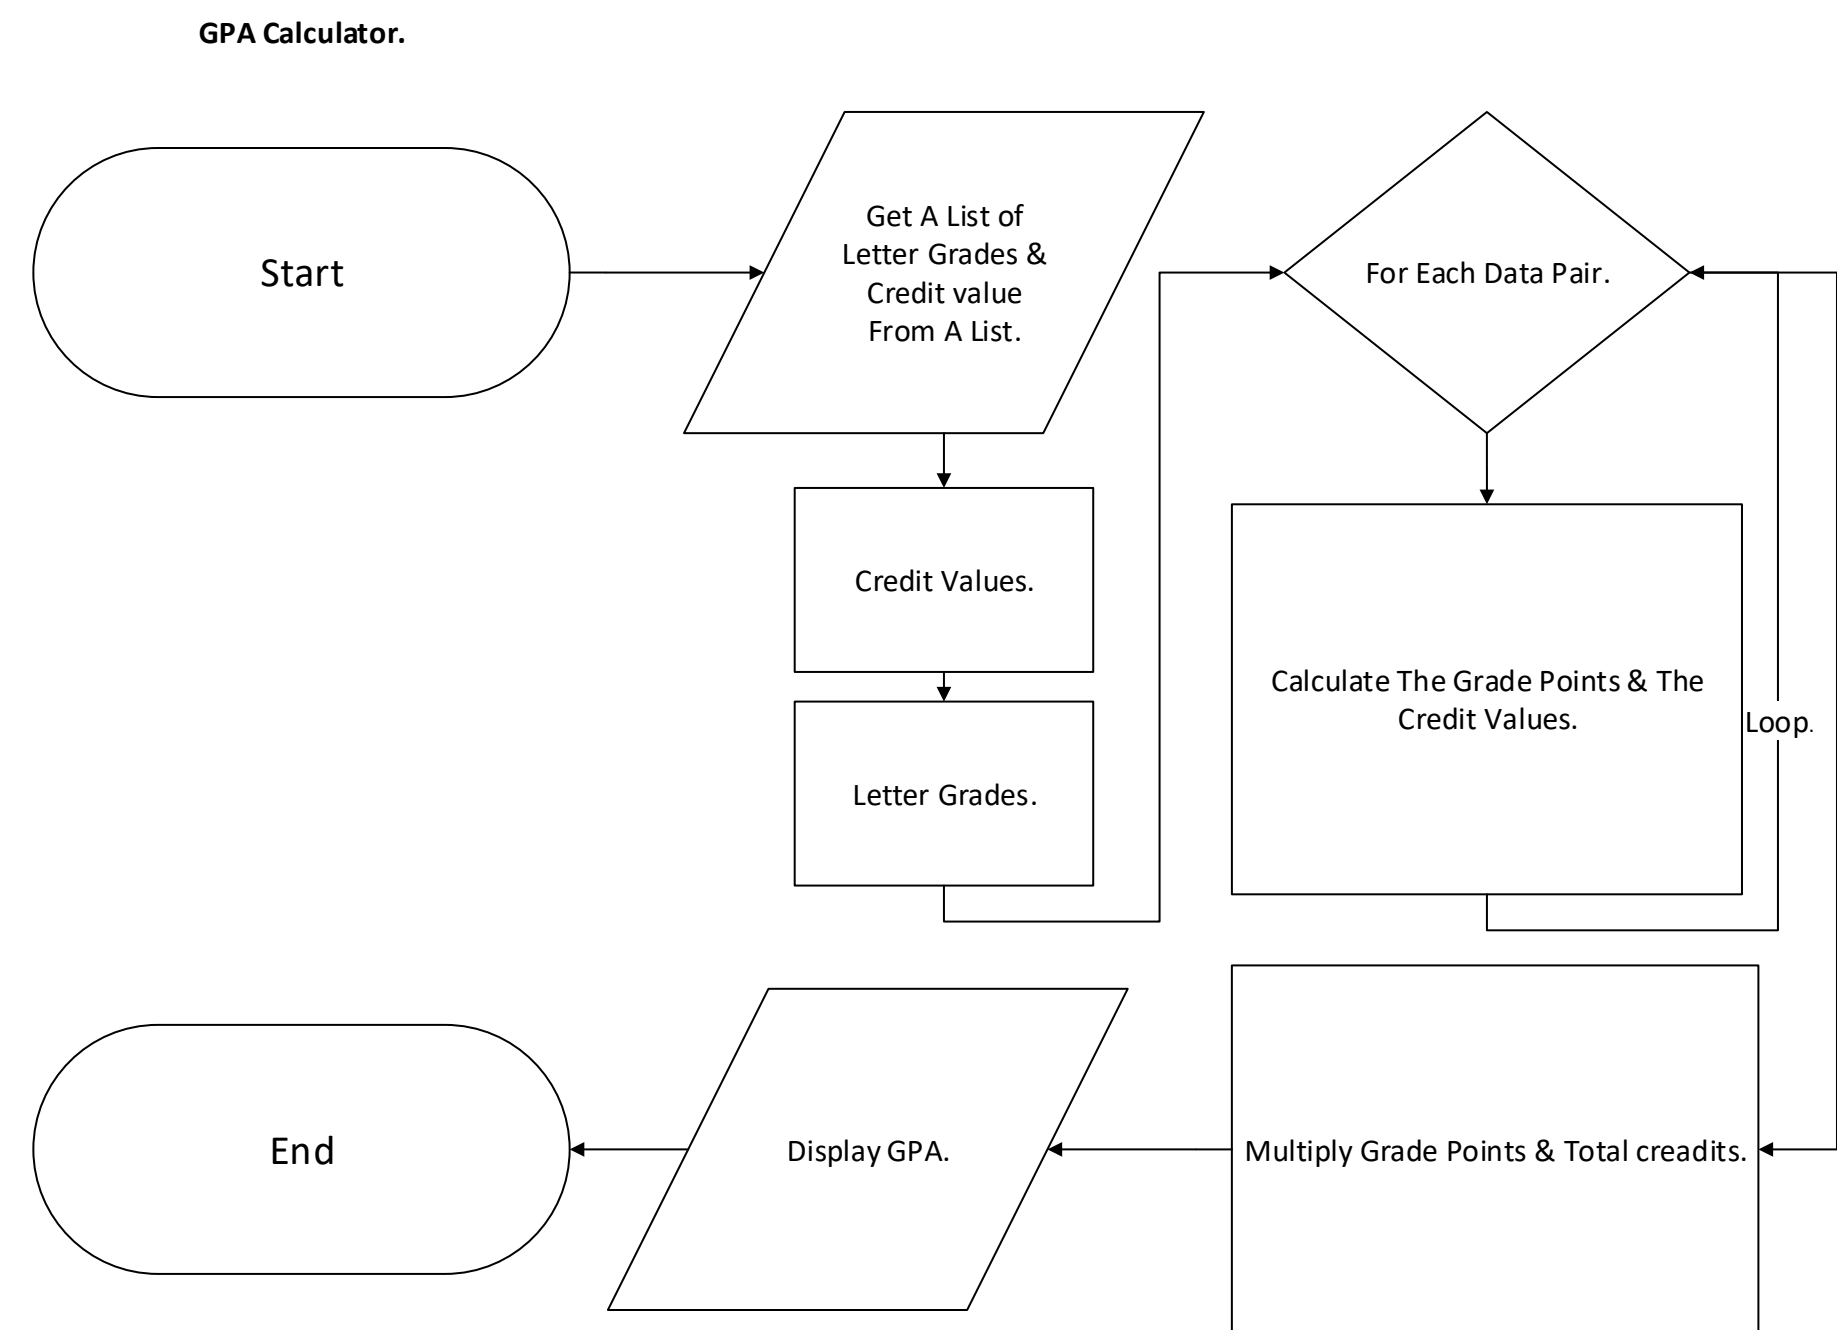 GPA Calculator.
Start
Get A List of
Letter Grades &
Credit value
From A List.
Credit Values.
Letter Grades.
For Each Data Pair.
Calculate The Grade Points & The
Credit Values.
Loop.
Multiply Grade Points & Total creadits.
Display GPA.
End